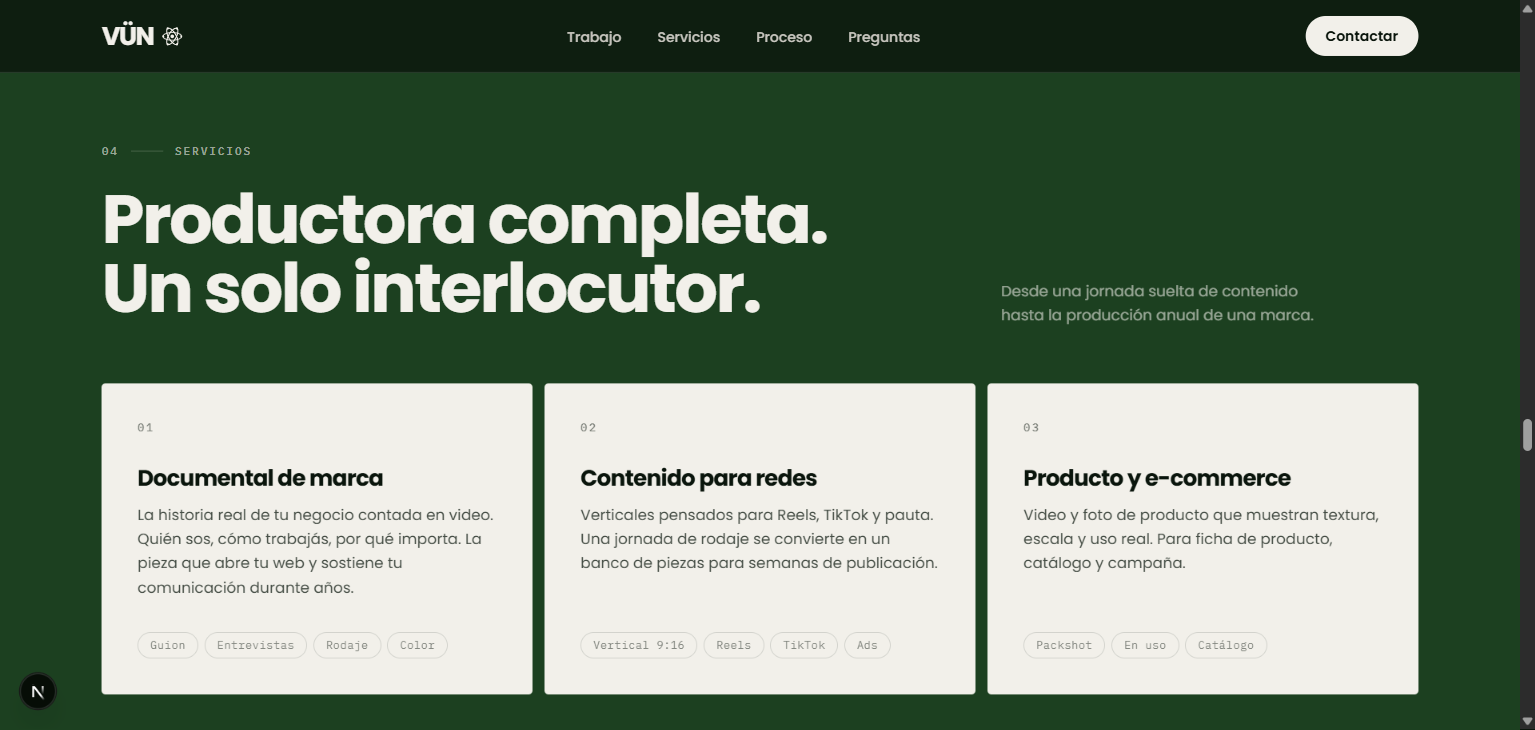 VÜN
Trabajo Servicios Proceso Preguntas
Contactar
04 SERVICIOS
Productora completa.
Un solo interlocutor.
Desde una jornada suelta de contenido
hasta la producción anual de una marca.
01
Documental de marca
La historia real de tu negocio contada en video.
Quién sos, cómo trabajás, por qué importa. La
pieza que abre tu web y sostiene tu
comunicación durante años.
Guion Entrevistas Rodaje Color
02
Contenido para redes
Verticales pensados para Reels, TikTok y pauta.
Una jornada de rodaje se convierte en un
banco de piezas para semanas de publicación.
Vertical 9:16 Reels TikTok Ads
03
Producto y e-commerce
Video y foto de producto que muestran textura,
escala y uso real. Para ficha de producto,
catálogo y campaña.
Packshot En uso Catálogo
N